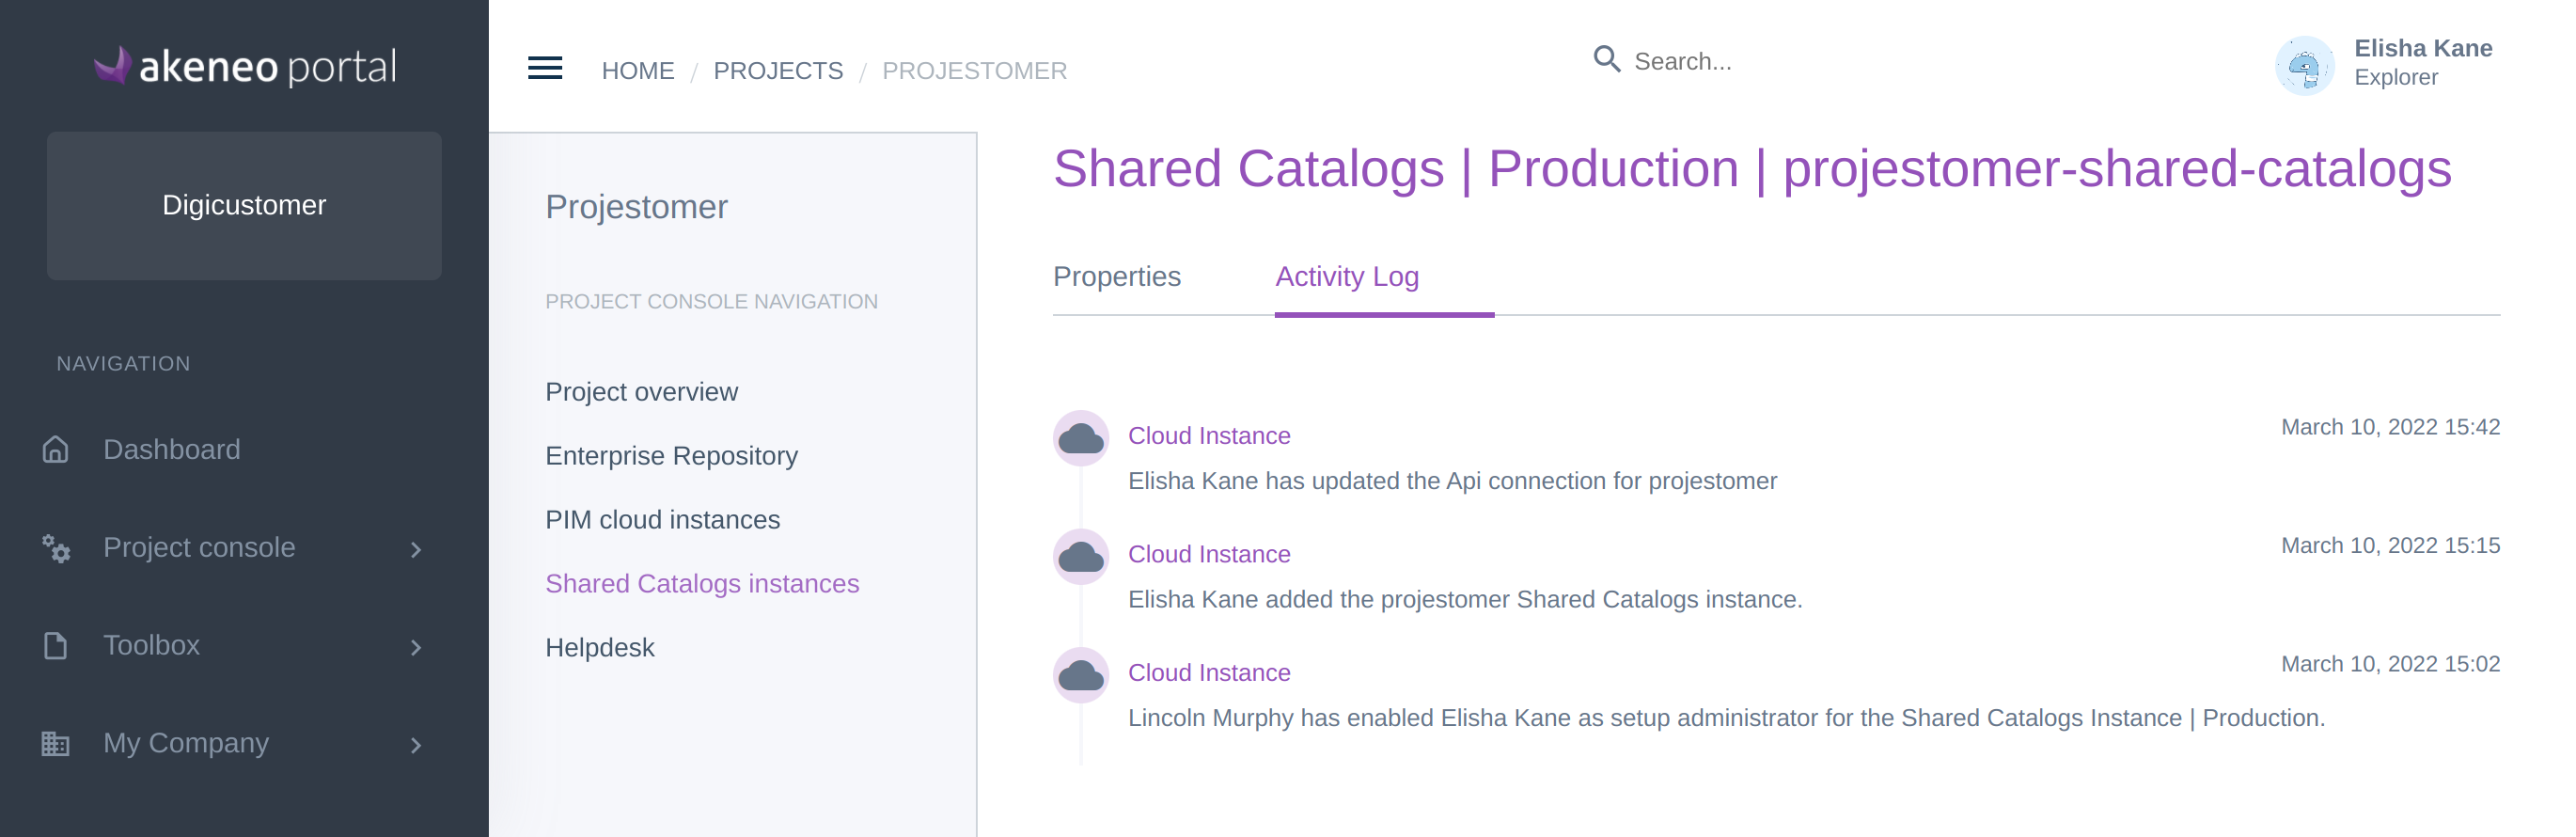 akeneo portal
Digicustomer
NAVIGATION
Dashboard
Project console
Toolbox
My Company
HOME / PROJECTS / PROJESTOMER
Search...
Elisha Kane
Explorer
Projestomer
PROJECT CONSOLE NAVIGATION
Project overview
Enterprise Repository
PIM cloud instances
Shared Catalogs instances
Helpdesk
Shared Catalogs | Production | projestomer-shared-catalogs
Properties Activity Log
Cloud Instance March 10, 2022 15:42
Elisha Kane has updated the Api connection for projestomer
Cloud Instance March 10, 2022 15:15
Elisha Kane added the projestomer Shared Catalogs instance.
Cloud Instance March 10, 2022 15:02
Lincoln Murphy has enabled Elisha Kane as setup administrator for the Shared Catalogs Instance | Production.